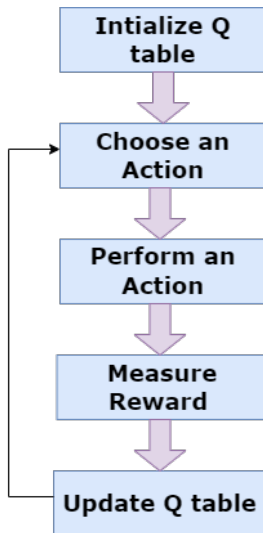 Intialize Q
table
Choose an
Action
Perform an
Action
Measure
Reward
Update Q table